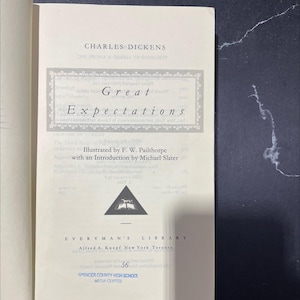 CHARLES DICKENS
Great
Expectations
Illustrated by F. W. Pailthorpe
with an Introduction by Michael Slater
EVERYMAN'S LIBRARY
Alfred A. Knopf New York Toronto
56
SPENCER COUNTY HIGH SCHOOL
MEDIA CENTER